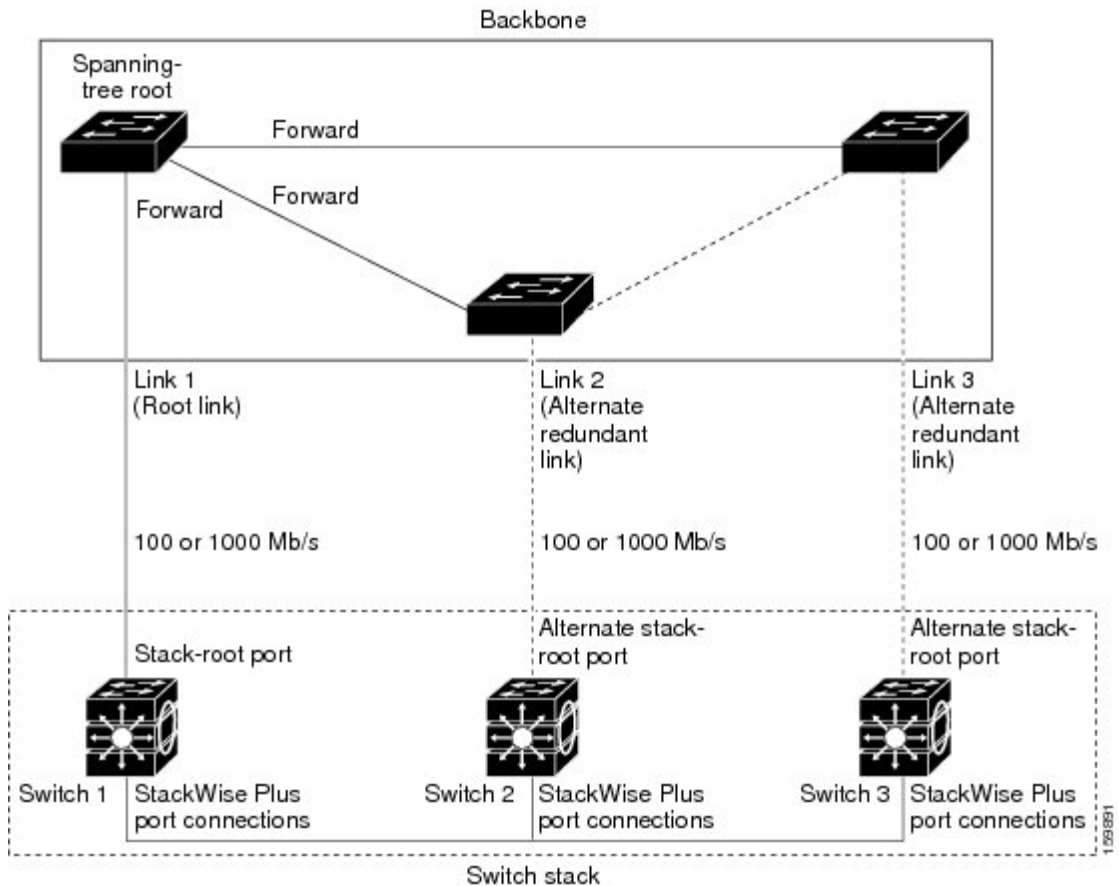 Backbone
Spanning-
tree root
Forward
Forward
Forward
Link 1
(Root link)
Link 2
(Alternate
redundant
link)
Link 3
(Alternate
redundant
link)
100 or 1000 Mb/s
100 or 1000 Mb/s
100 or 1000 Mb/s
Stack-root port
Alternate stack-
root port
Alternate stack-
root port
Switch 1
StackWise Plus
port connections
Switch 2
StackWise Plus
port connections
Switch 3
StackWise Plus
port connections
159891
Switch stack